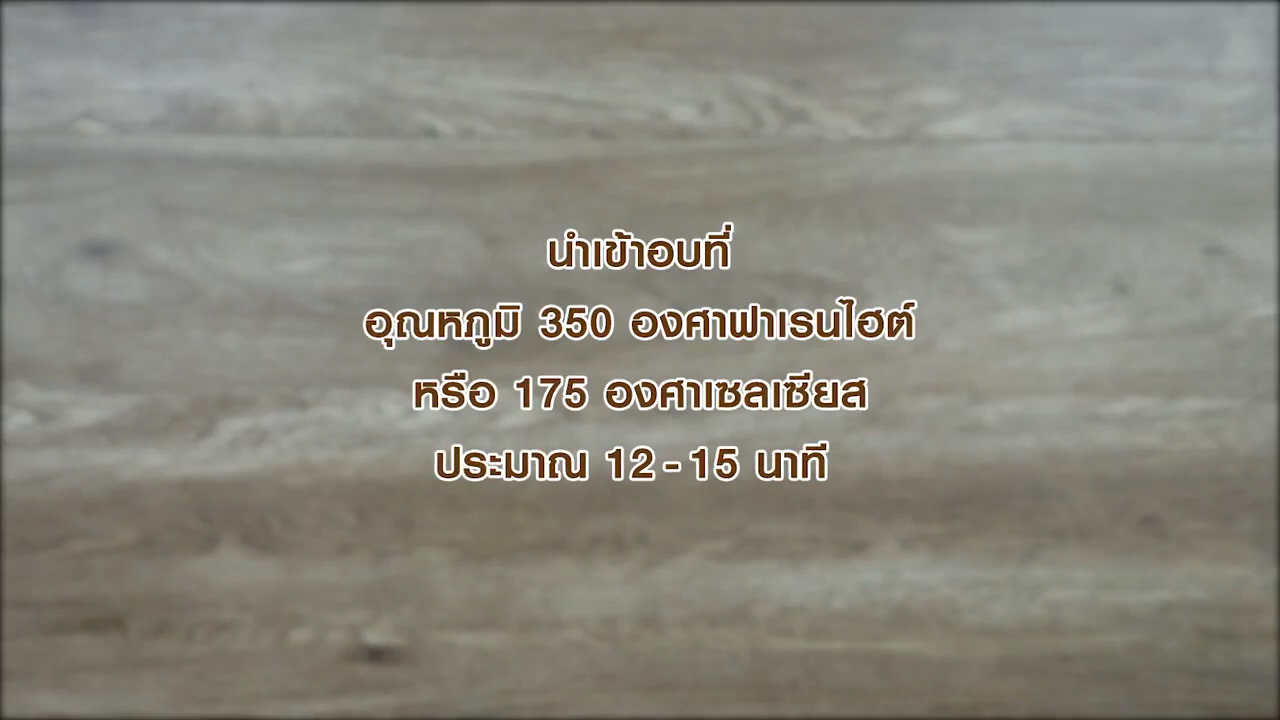 นำเข้าอบที่
อุณหภูมิ 350 องศาฟาเรนไฮต์
หรือ 175 องศาเซลเซียส
ประมาณ 12-15 นาที